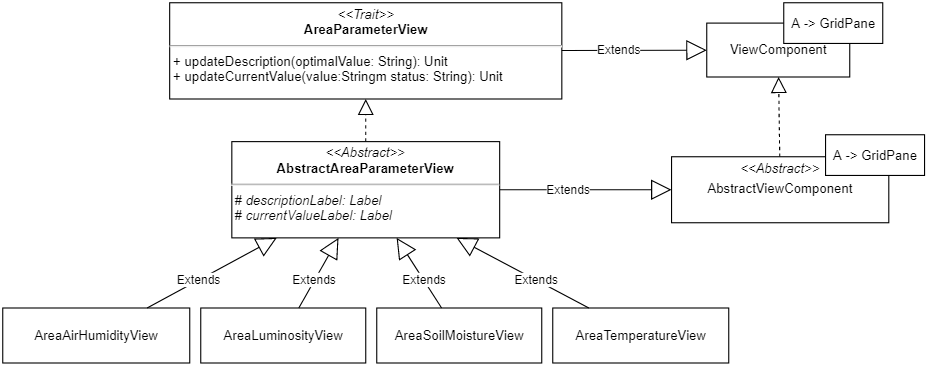 <<Trait>>
AreaParameterView
+ updateDescription(optimalValue: String): Unit
+ updateCurrentValue(value:Stringm status: String): Unit
Extends
A -> GridPane
ViewComponent
<<Abstract>>
AbstractAreaParameterView
# descriptionLabel: Label
# currentValueLabel: Label
Extends
A -> GridPane
<<Abstract>>
AbstractViewComponent
Extends
Extends
Extends
Extends
AreaAirHumidityView
AreaLuminosityView
AreaSoilMoistureView
AreaTemperatureView